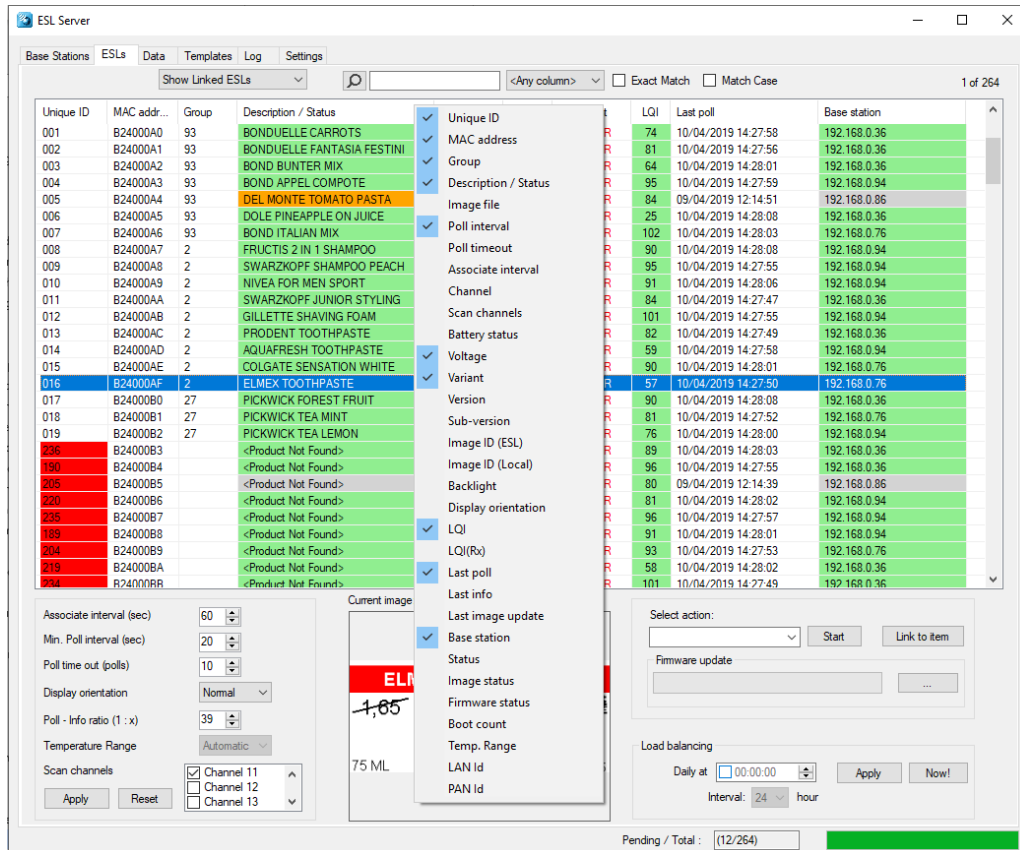 ESL Server
Base Stations ESLs Data Templates Log Settings
Show Linked ESLs <Any column> Exact Match Match Case 1 of 264
Unique ID MAC addr... Group Description / Status LQI Last poll Base station
001 B24000A0 93 BONDUELLE CARROTS R 74 10/04/2019 14:27:58 192.168.0.36
002 B24000A1 93 BONDUELLE FANTASIA FESTINI R 81 10/04/2019 14:27:56 192.168.0.36
003 B24000A2 93 BOND BUNTER MIX R 64 10/04/2019 14:28:01 192.168.0.36
004 B24000A3 93 BOND APPEL COMPOTE R 95 10/04/2019 14:27:59 192.168.0.94
005 B24000A4 93 DEL MONTE TOMATO PASTA R 84 09/04/2019 12:14:51 192.168.0.86
006 B24000A5 93 DOLE PINEAPPLE ON JUICE R 25 10/04/2019 14:28:08 192.168.0.36
007 B24000A6 93 BOND ITALIAN MIX R 102 10/04/2019 14:28:03 192.168.0.76
008 B24000A7 2 FRUCTIS 2 IN 1 SHAMPOO R 90 10/04/2019 14:28:08 192.168.0.94
009 B24000A8 2 SWARZKOPF SHAMPOO PEACH R 95 10/04/2019 14:27:55 192.168.0.94
010 B24000A9 2 NIVEA FOR MEN SPORT R 91 10/04/2019 14:28:06 192.168.0.94
011 B24000AA 2 SWARZKOPF JUNIOR STYLING R 84 10/04/2019 14:27:47 192.168.0.36
012 B24000AB 2 GILLETTE SHAVING FOAM R 101 10/04/2019 14:27:55 192.168.0.94
013 B24000AC 2 PRODENT TOOTHPASTE R 82 10/04/2019 14:27:49 192.168.0.36
014 B24000AD 2 AQUAFRESH TOOTHPASTE R 59 10/04/2019 14:27:58 192.168.0.94
015 B24000AE 2 COLGATE SENSATION WHITE R 90 10/04/2019 14:28:01 192.168.0.76
016 B24000AF 2 ELMEX TOOTHPASTE R 57 10/04/2019 14:27:50 192.168.0.76
017 B24000B0 27 PICKWICK FOREST FRUIT R 90 10/04/2019 14:28:08 192.168.0.36
018 B24000B1 27 PICKWICK TEA MINT R 81 10/04/2019 14:27:52 192.168.0.76
019 B24000B2 27 PICKWICK TEA LEMON R 76 10/04/2019 14:28:00 192.168.0.94
236 B24000B3 <Product Not Found> R 89 10/04/2019 14:28:03 192.168.0.36
190 B24000B4 <Product Not Found> R 96 10/04/2019 14:27:55 192.168.0.36
205 B24000B5 <Product Not Found> R 80 09/04/2019 12:14:39 192.168.0.86
220 B24000B6 <Product Not Found> R 81 10/04/2019 14:28:02 192.168.0.94
235 B24000B7 <Product Not Found> R 96 10/04/2019 14:27:57 192.168.0.94
189 B24000B8 <Product Not Found> R 91 10/04/2019 14:28:01 192.168.0.94
204 B24000B9 <Product Not Found> R 93 10/04/2019 14:27:53 192.168.0.76
219 B24000BA <Product Not Found> R 58 10/04/2019 14:28:02 192.168.0.36
234 B24000BB <Product Not Found> R 101 10/04/2019 14:27:49 192.168.0.36
Unique ID
MAC address
Group
Description / Status
Image file
Poll interval
Poll timeout
Associate interval
Channel
Scan channels
Battery status
Voltage
Variant
Version
Sub-version
Image ID (ESL)
Image ID (Local)
Backlight
Display orientation
LQI
LQI(Rx)
Last poll
Last info
Last image update
Base station
Status
Image status
Firmware status
Boot count
Temp. Range
LAN Id
PAN Id
Associate interval (sec) 60
Min. Poll interval (sec) 20
Poll time out (polls) 10
Display orientation Normal
Poll - Info ratio (1 : x) 39
Temperature Range Automatic
Scan channels Channel 11
Channel 12
Channel 13
Apply Reset
Current image
ELM
1,65
75 ML
Select action:
Start Link to item
Firmware update
...
Load balancing
Daily at 00:00:00 Apply Now!
Interval: 24 hour
Pending / Total : (12/264)